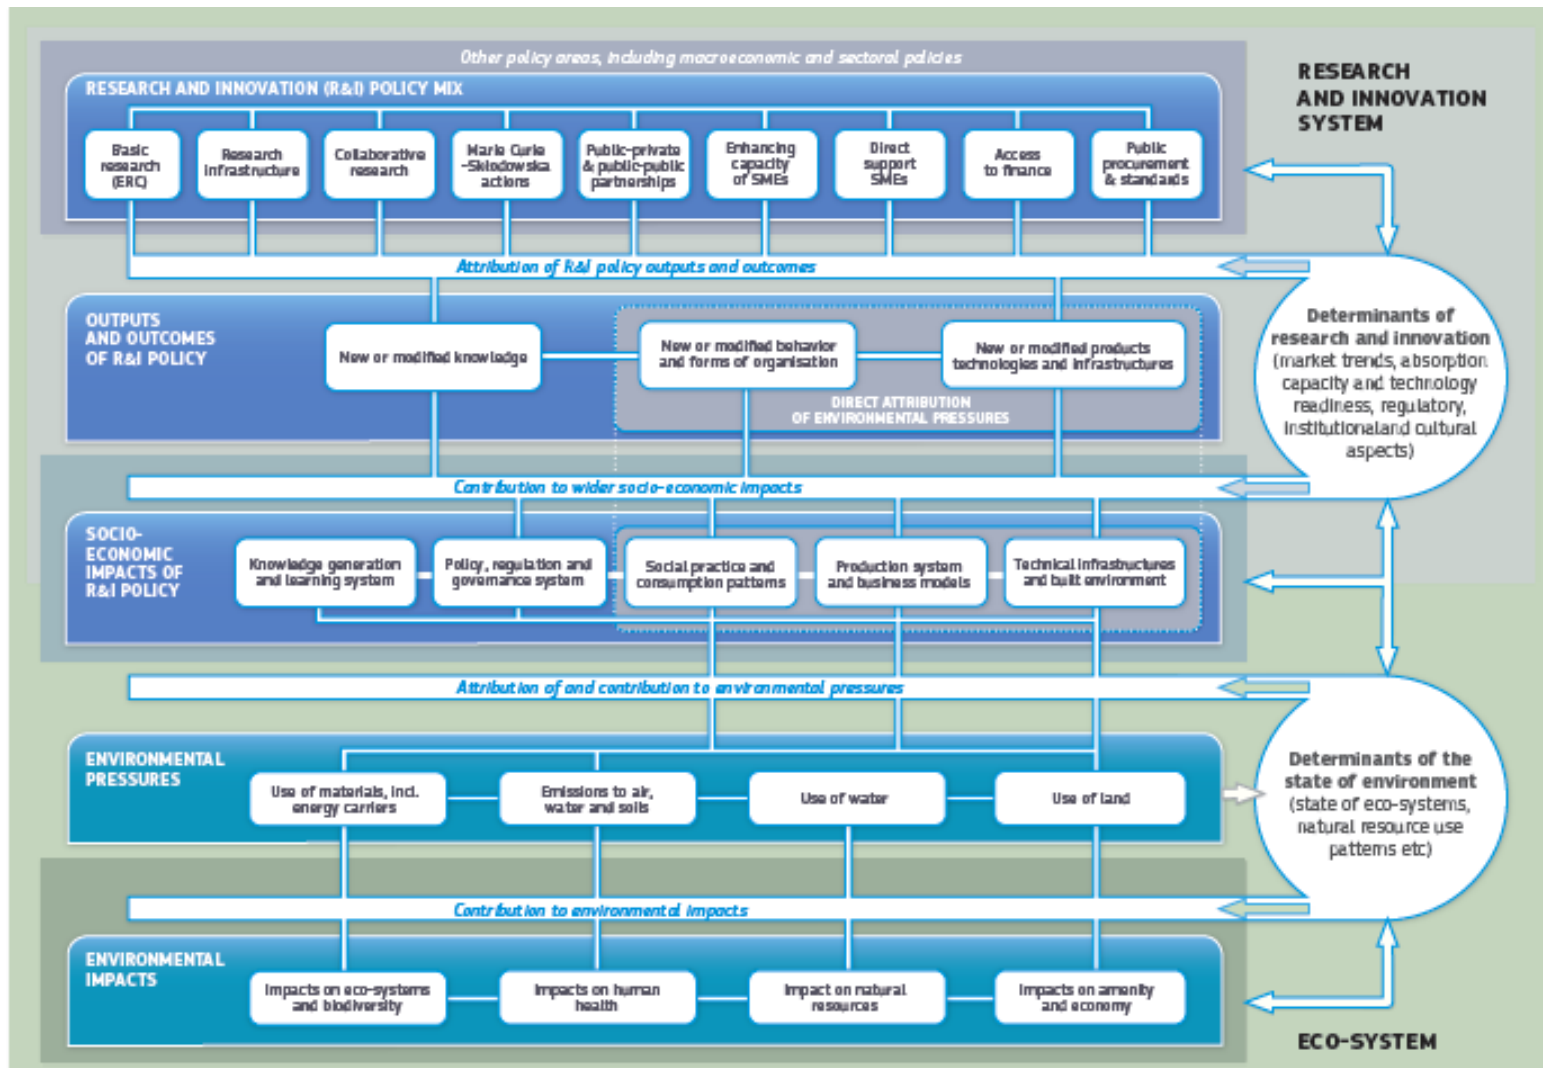 Other policy areas, including macroeconomic and sectoral policies
RESEARCH
AND INNOVATION
SYSTEM
RESEARCH AND INNOVATION (R&I) POLICY MIX
Basic
research
(ERC)
Research
infrastructure
Collaborative
research
Marie Curie
-Skłodowska
actions
Public-private
& public-public
partnerships
Enhancing
capacity
of SMEs
Direct
support
SMEs
Access
to finance
Public
procurement
& standards
Attribution of R&I policy outputs and outcomes
OUTPUTS
AND OUTCOMES
OF R&I POLICY
New or modified knowledge
New or modified behavior
and forms of organisation
New or modified products
technologies and infrastructures
DIRECT ATTRIBUTION
OF ENVIRONMENTAL PRESSURES
Determinants of
research and innovation
(market trends, absorption
capacity and technology
readiness, regulatory,
institutionaland cultural
aspects)
Contribution to wider socio-economic impacts
SOCIO-
ECONOMIC
IMPACTS OF
R&I POLICY
Knowledge generation
and learning system
Policy, regulation and
governance system
Social practice and
consumption patterns
Production system
and business models
Technical infrastructures
and built environment
Attribution of and contribution to environmental pressures
ENVIRONMENTAL
PRESSURES
Use of materials, incl.
energy carriers
Emissions to air,
water and soils
Use of water
Use of land
Determinants of the
state of environment
(state of eco-systems,
natural resource use
patterns etc)
Contribution to environmental impacts
ENVIRONMENTAL
IMPACTS
Impacts on eco-systems
and biodiversity
Impacts on human
health
Impact on natural
resources
Impacts on amenity
and economy
ECO-SYSTEM